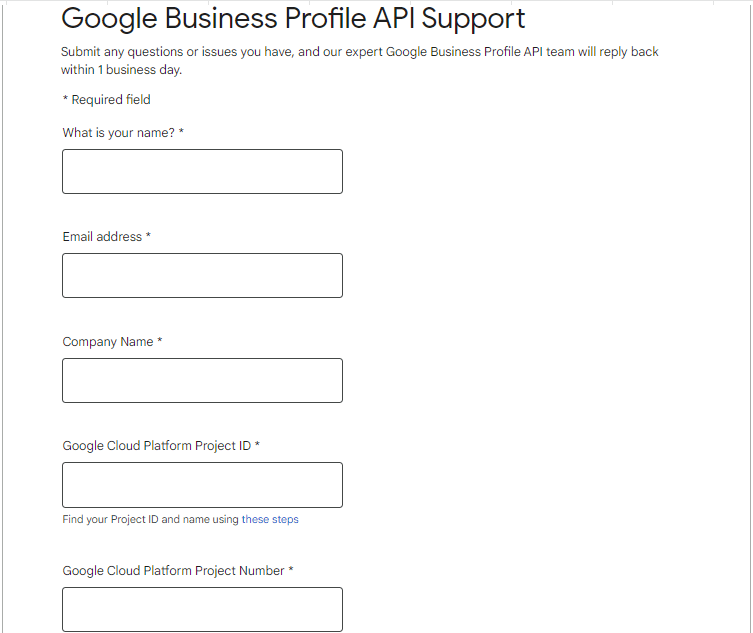 Google Business Profile API Support
Submit any questions or issues you have, and our expert Google Business Profile API team will reply back
within 1 business day.
* Required field
What is your name? *
Email address *
Company Name *
Google Cloud Platform Project ID *
Find your Project ID and name using these steps
Google Cloud Platform Project Number *